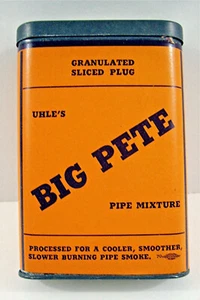 GRANULATED
SLICED PLUG
UHLE'S
BIG PETE
PIPE MIXTURE
PROCESSED FOR A COOLER, SMOOTHER,
SLOWER BURNING PIPE SMOKE.